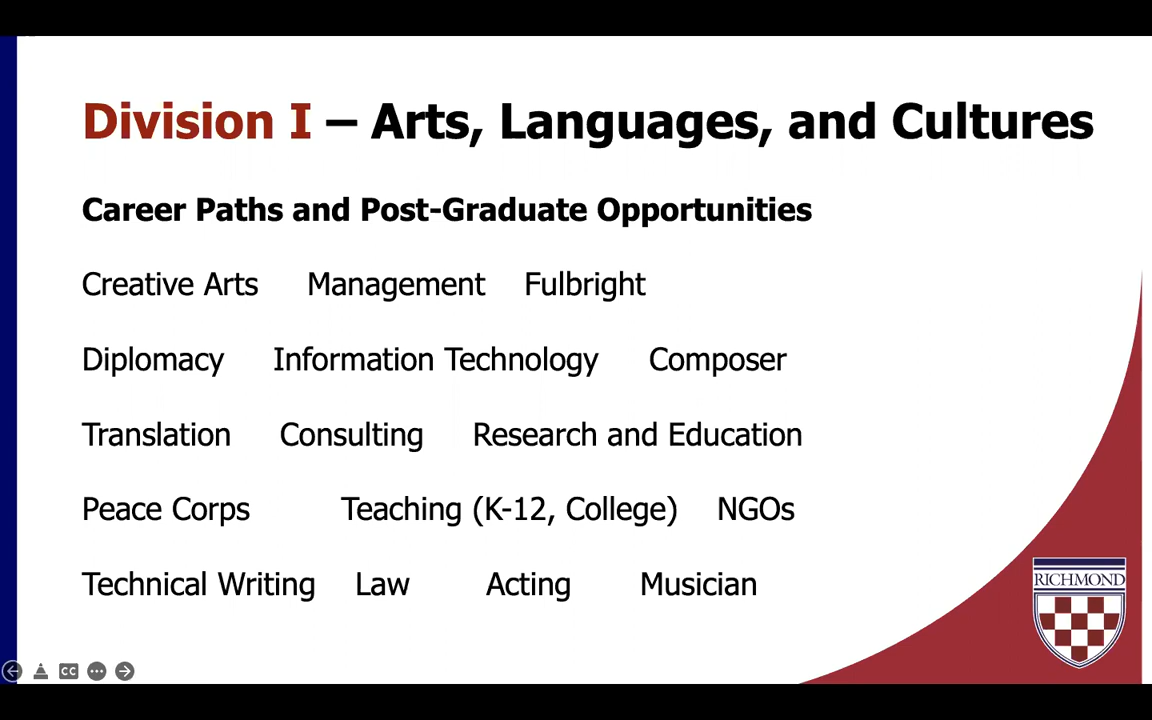 Division I – Arts, Languages, and Cultures
Career Paths and Post-Graduate Opportunities
Creative Arts Management Fulbright
Diplomacy Information Technology Composer
Translation Consulting Research and Education
Peace Corps Teaching (K-12, College) NGOs
Technical Writing Law Acting Musician
RICHMOND
CC